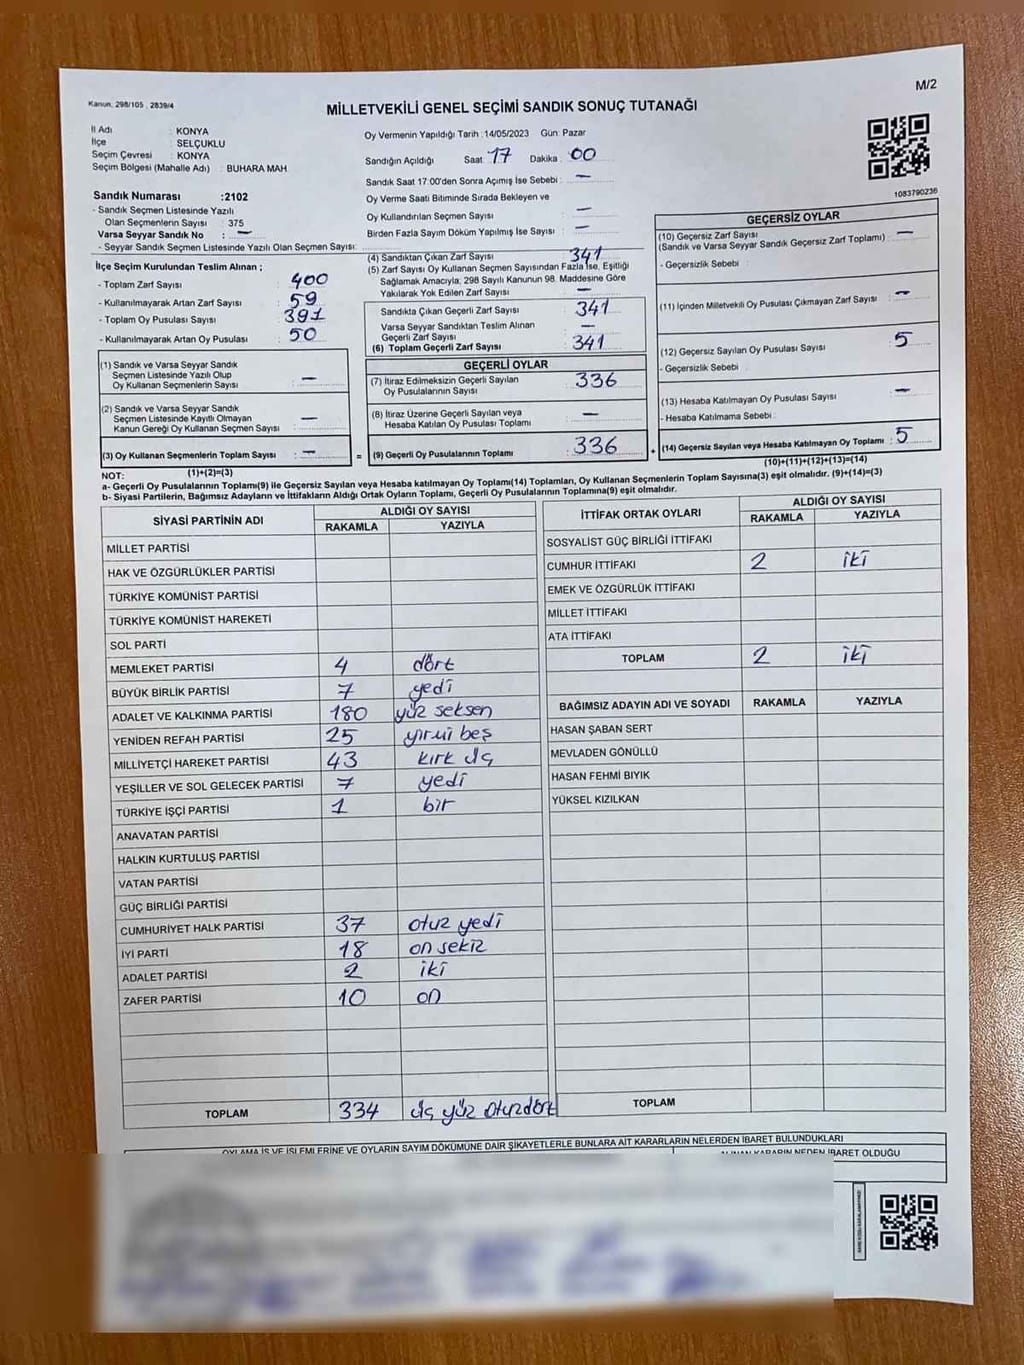 M/2
Kanun, 298/105 , 2839/4
MİLLETVEKİLİ GENEL SEÇİMİ SANDIK SONUÇ TUTANAĞI
İl Adı : KONYA
İlçe : SELÇUKLU
Seçim Çevresi : KONYA
Seçim Bölgesi (Mahalle Adı) : BUHARA MAH
Oy Vermenin Yapıldığı Tarih :14/05/2023 Gün: Pazar
Sandığın Açıldığı Saat 17 Dakika 00
Sandık Saat 17:00'den Sonra Açımış İse Sebebi : –
Oy Verme Saati Bitiminde Sırada Bekleyen ve
Oy Kullandırılan Seçmen Sayısı –
Birden Fazla Sayım Döküm Yapılmış İse Sayısı : –
1083790236
Sandık Numarası :2102
- Sandık Seçmen Listesinde Yazılı
Olan Seçmenlerin Sayısı : 375
Varsa Seyyar Sandık No : –
- Seyyar Sandık Seçmen Listesinde Yazılı Olan Seçmen Sayısı:
İlçe Seçim Kurulundan Teslim Alınan ;
- Toplam Zarf Sayısı : 400
- Kullanılmayarak Artan Zarf Sayısı : 59
- Toplam Oy Pusulası Sayısı : 391
- Kullanılmayarak Artan Oy Pusulası : 50
(4) Sandıktan Çıkan Zarf Sayısı : 341
(5) Zarf Sayısı Oy Kullanan Seçmen Sayısından Fazla İse, Eşitliği
Sağlamak Amacıyla; 298 Sayılı Kanunun 98. Maddesine Göre
Yakılarak Yok Edilen Zarf Sayısı : –
Sandıkta Çıkan Geçerli Zarf Sayısı 341
Varsa Seyyar Sandıktan Teslim Alınan
Geçerli Zarf Sayısı : –
(6) Toplam Geçerli Zarf Sayısı : 341
GEÇERSİZ OYLAR
(10) Geçersiz Zarf Sayısı
(Sandık ve Varsa Seyyar Sandık Geçersiz Zarf Toplamı) : –
- Geçersizlik Sebebi :
(11) İçinden Milletvekili Oy Pusulası Çıkmayan Zarf Sayısı : –
(12) Geçersiz Sayılan Oy Pusulası Sayısı : 5
- Geçersizlik Sebebi :
(13) Hesaba Katılmayan Oy Pusulası Sayısı : –
- Hesaba Katılmama Sebebi :
(14) Geçersiz Sayılan veya Hesaba Katılmayan Oy Toplamı : 5
(10)+(11)+(12)+(13)=(14)
(1) Sandık ve Varsa Seyyar Sandık
Seçmen Listesinde Yazılı Olup
Oy Kullanan Seçmenlerin Sayısı : –
(2) Sandık ve Varsa Seyyar Sandık
Seçmen Listesinde Kayıtlı Olmayan
Kanun Gereği Oy Kullanan Seçmen Sayısı : –
(3) Oy Kullanan Seçmenlerin Toplam Sayısı : –
=
(1)+(2)=(3)
GEÇERLİ OYLAR
(7) İtiraz Edilmeksizin Geçerli Sayılan
Oy Pusulalarının Sayısı : 336
(8) İtiraz Üzerine Geçerli Sayılan veya
Hesaba Katılan Oy Pusulası Toplamı : –
(9) Geçerli Oy Pusulalarının Toplamı : 336
+
NOT:
a- Geçerli Oy Pusulalarının Toplamı(9) ile Geçersiz Sayılan veya Hesaba katılmayan Oy Toplamı(14) Toplamları, Oy Kullanan Seçmenlerin Toplam Sayısına(3) eşit olmalıdır. (9)+(14)=(3)
b- Siyasi Partilerin, Bağımsız Adayların ve İttifakların Aldığı Ortak Oyların Toplamı, Geçerli Oy Pusulalarının Toplamına(9) eşit olmalıdır.
SİYASİ PARTİNİN ADI ALDIĞI OY SAYISI
RAKAMLA YAZIYLA
MİLLET PARTİSİ
HAK VE ÖZGÜRLÜKLER PARTİSİ
TÜRKİYE KOMÜNİST PARTİSİ
TÜRKİYE KOMÜNİST HAREKETİ
SOL PARTİ
MEMLEKET PARTİSİ 4 dört
BÜYÜK BİRLİK PARTİSİ 7 yedi
ADALET VE KALKINMA PARTİSİ 180 yüz seksen
YENİDEN REFAH PARTİSİ 25 yirmi beş
MİLLİYETÇİ HAREKET PARTİSİ 43 kırk üç
YEŞİLLER VE SOL GELECEK PARTİSİ 7 yedi
TÜRKİYE İŞÇİ PARTİSİ 1 bir
ANAVATAN PARTİSİ
HALKIN KURTULUŞ PARTİSİ
VATAN PARTİSİ
GÜÇ BİRLİĞİ PARTİSİ
CUMHURİYET HALK PARTİSİ 37 otuz yedi
İYİ PARTİ 18 on sekiz
ADALET PARTİSİ 2 iki
ZAFER PARTİSİ 10 on
TOPLAM 334 üç yüz otuzdört
İTTİFAK ORTAK OYLARI ALDIĞI OY SAYISI
RAKAMLA YAZIYLA
SOSYALİST GÜÇ BİRLİĞİ İTTİFAKI
CUMHUR İTTİFAKI 2 iki
EMEK VE ÖZGÜRLÜK İTTİFAKI
MİLLET İTTİFAKI
ATA İTTİFAKI
TOPLAM 2 iki
BAĞIMSIZ ADAYIN ADI VE SOYADI RAKAMLA YAZIYLA
HASAN ŞABAN SERT
MEVLADEN GÖNÜLLÜ
HASAN FEHMİ BIYIK
YÜKSEL KIZILKAN
TOPLAM
OYLAMA İŞ VE İŞLEMLERİNE VE OYLARIN SAYIM DÖKÜMÜNE DAİR ŞİKAYETLERLE BUNLARA AİT KARARLARIN NELERDEN İBARET BULUNDUKLARI
ALINAN KARARIN NEDEN İBARET OLDUĞU